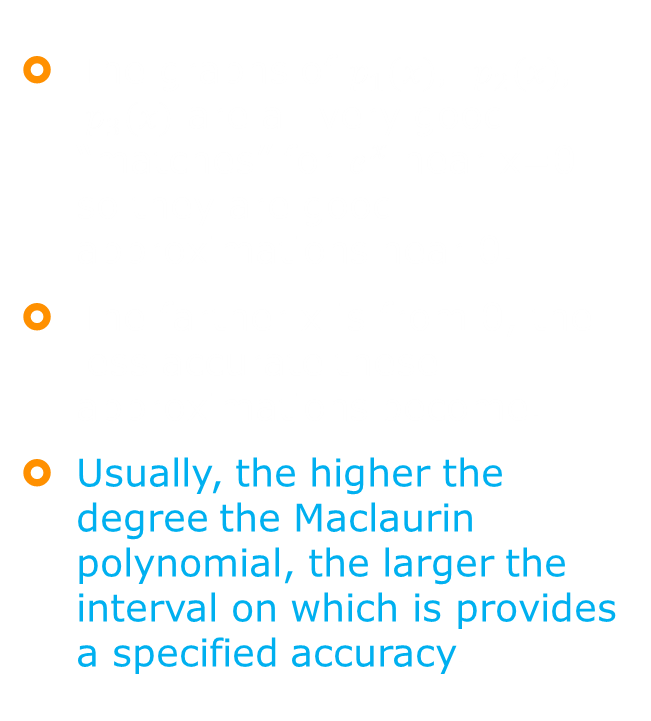 Usually, the higher the
degree the Maclaurin
polynomial, the larger the
interval on which is provides
a specified accuracy